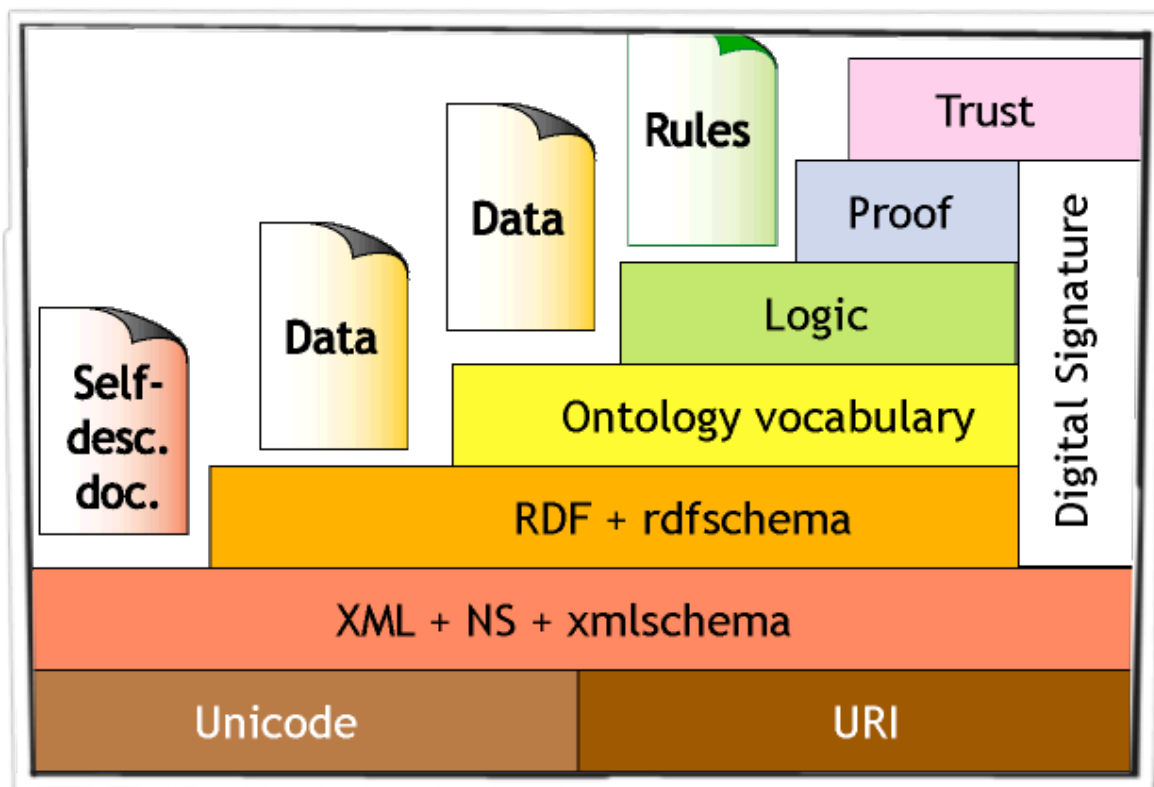 Rules
Trust
Data
Proof
Data
Logic
Self-
desc.
doc.
Ontology vocabulary
Digital Signature
RDF + rdfschema
XML + NS + xmlschema
Unicode
URI